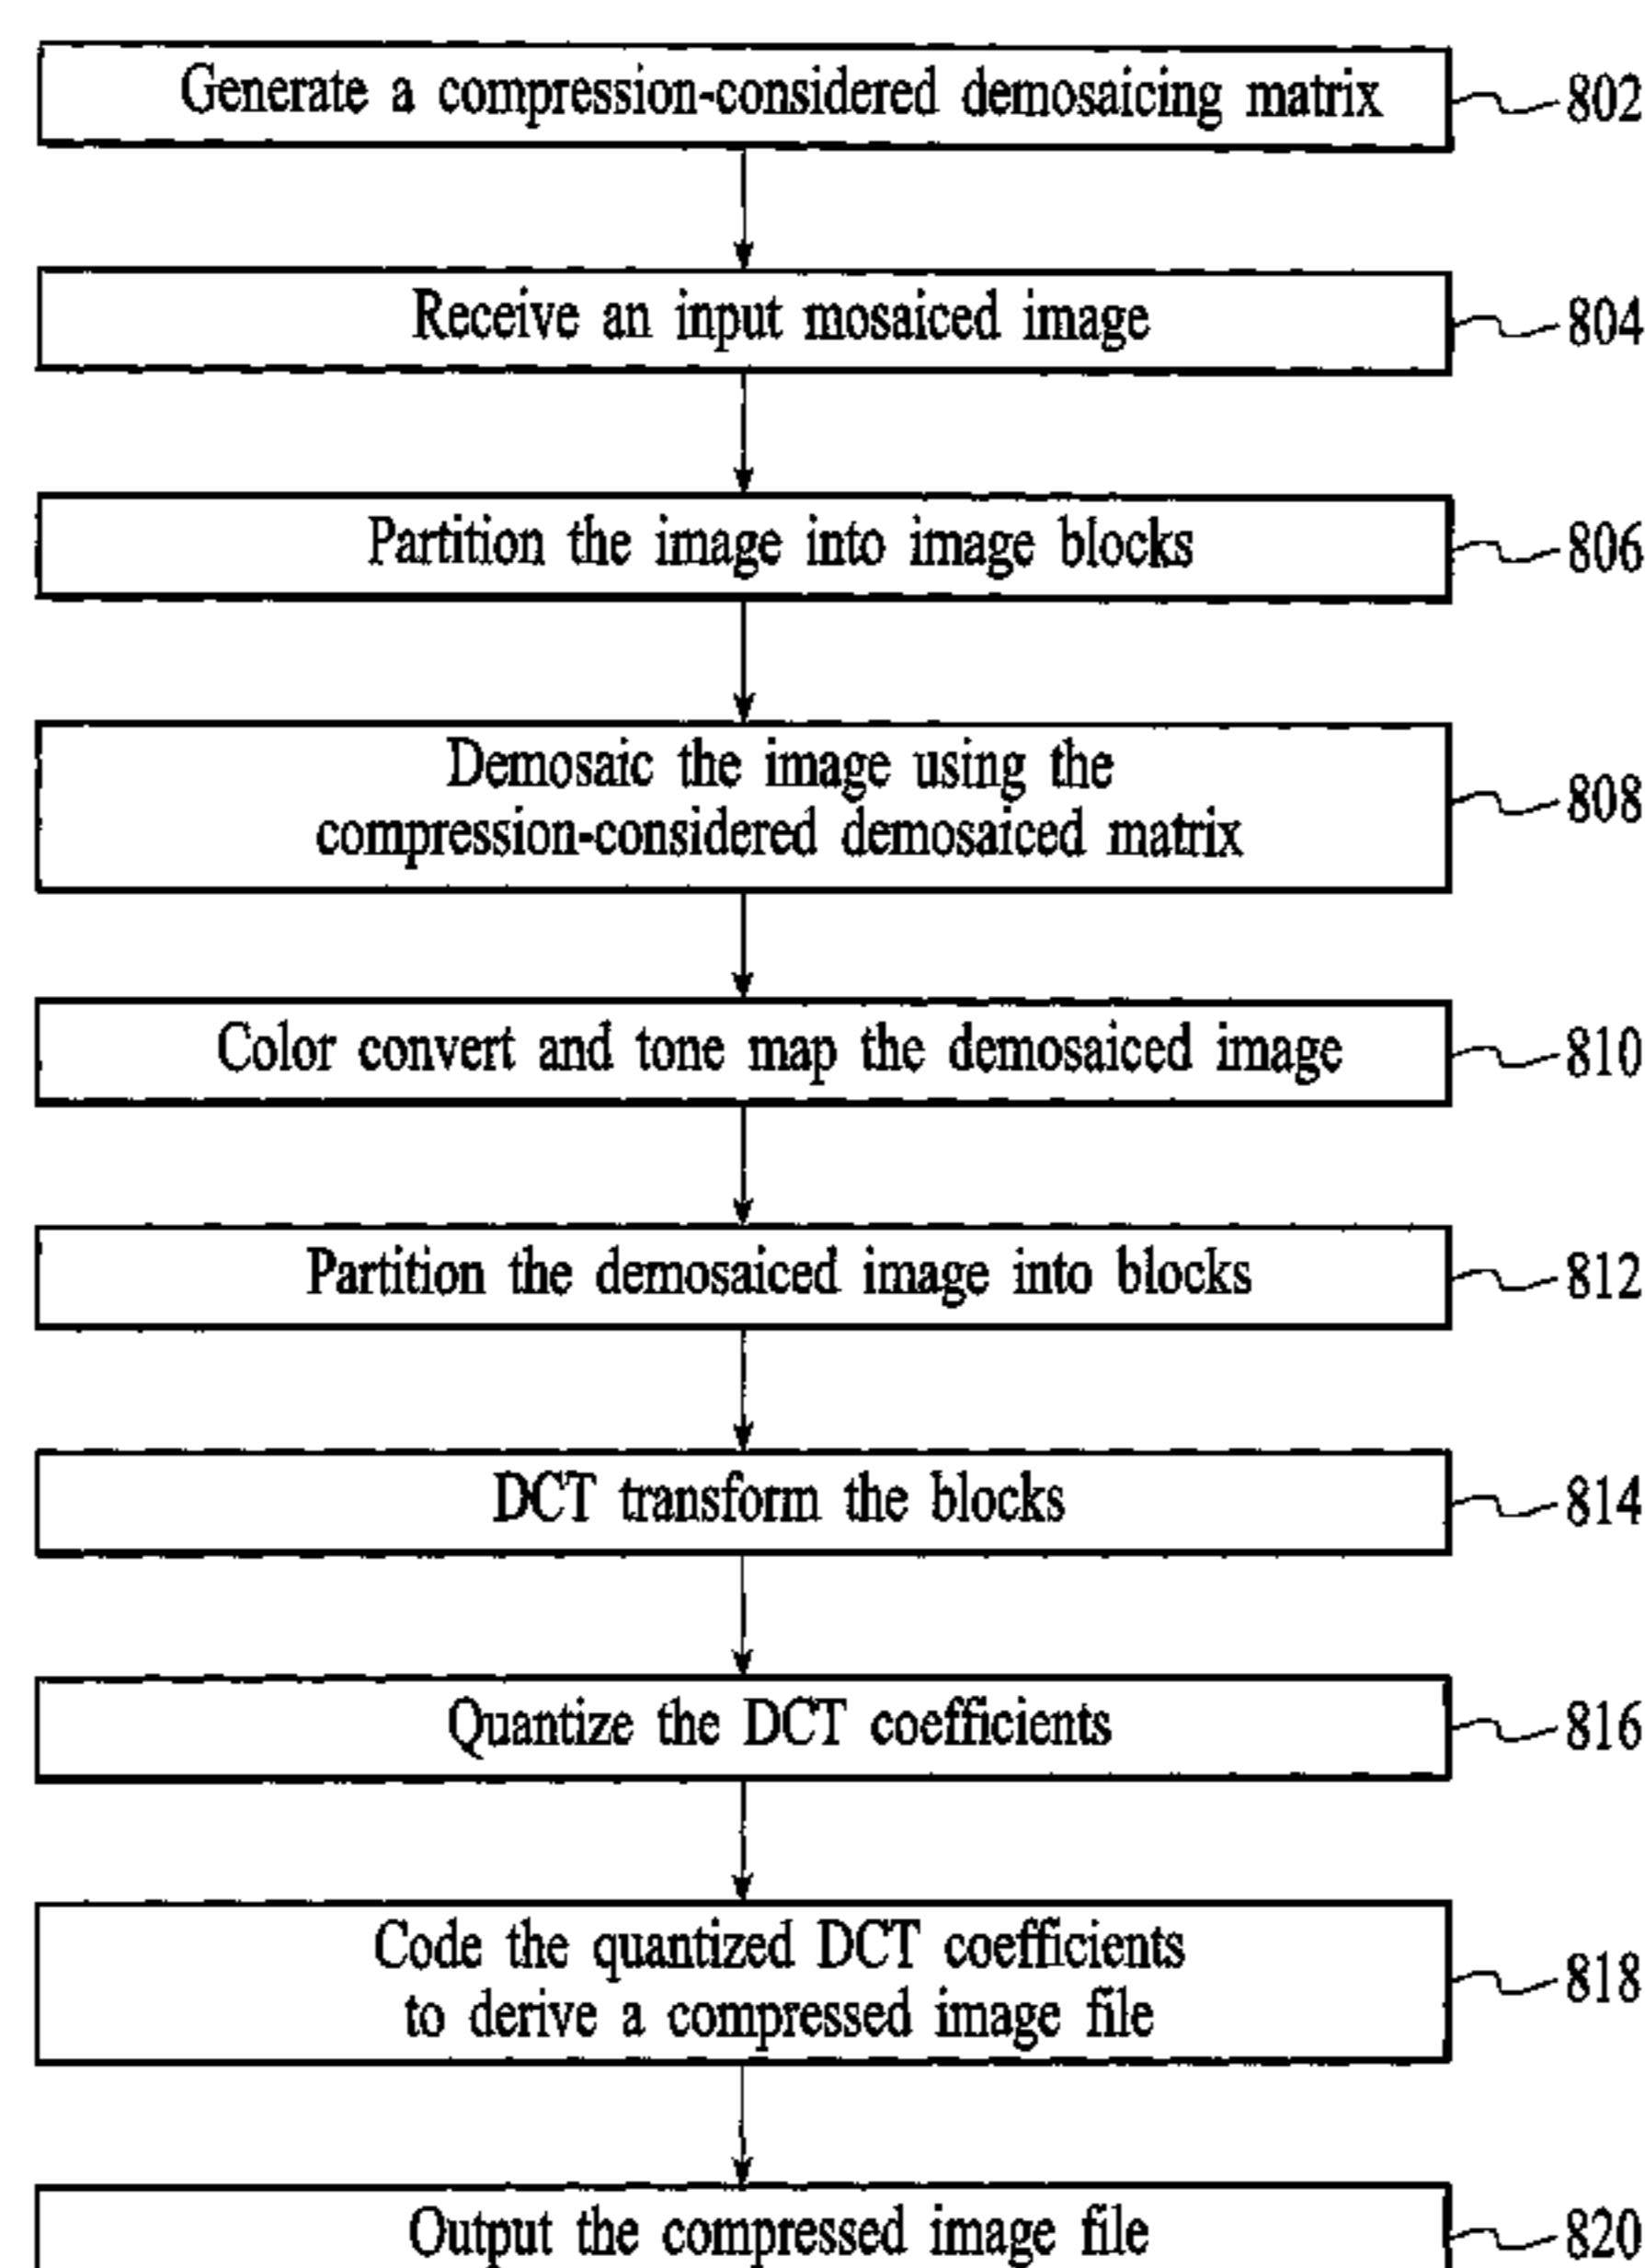 Generate a compression-considered demosaicing matrix
802
Receive an input mosaiced image
804
Partition the image into image blocks
806
Demosaic the image using the
compression-considered demosaiced matrix
808
Color convert and tone map the demosaiced image
810
Partition the demosaiced image into blocks
812
DCT transform the blocks
814
Quantize the DCT coefficients
816
Code the quantized DCT coefficients
to derive a compressed image file
818
Output the compressed image file
820